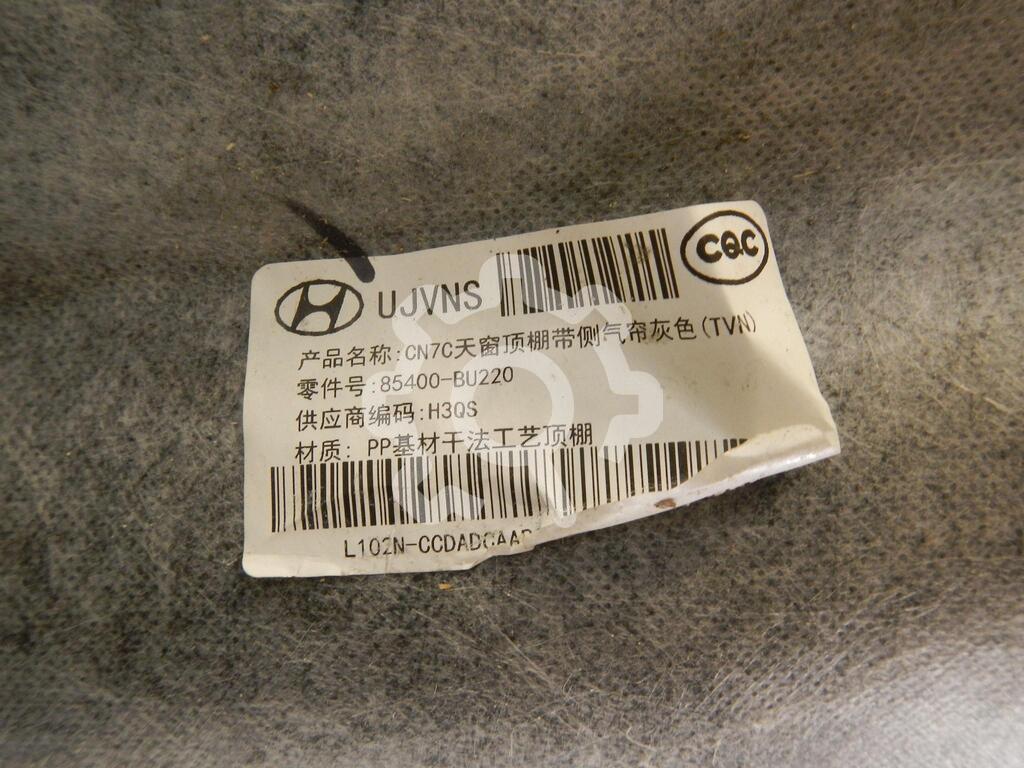 UJVNS
CQC
产品名称:CN7C天窗顶棚带侧气帘灰色(TVN)
零件号:85400-BU220
供应商编码:H3QS
材质: PP基材干法工艺顶棚